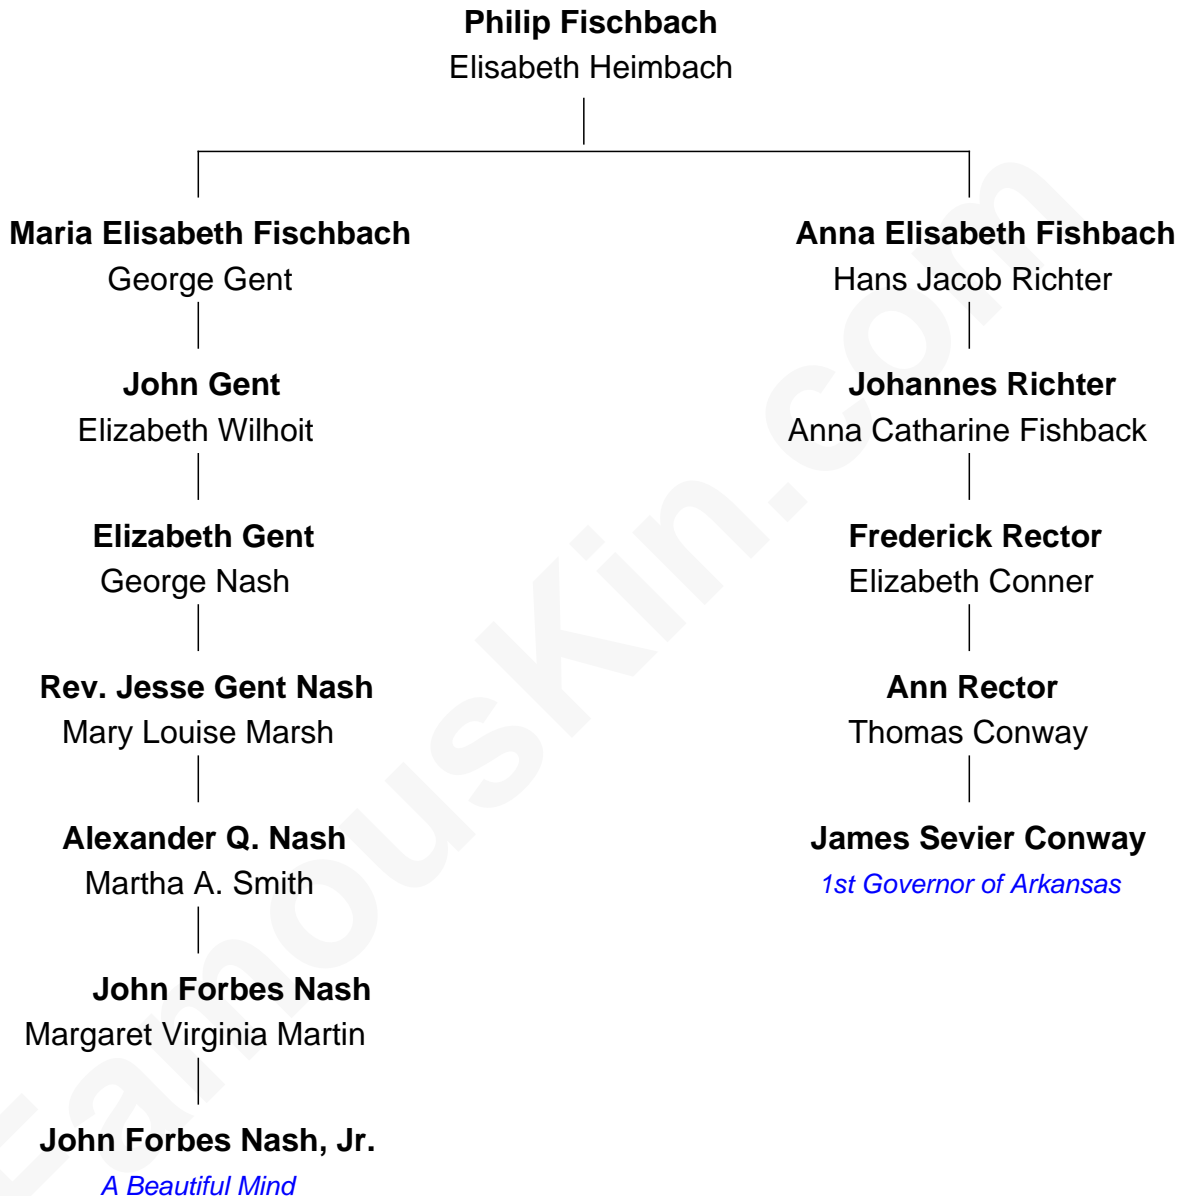 Philip Fischbach
Elisabeth Heimbach
Maria Elisabeth Fischbach
George Gent
John Gent
Elizabeth Wilhoit
Elizabeth Gent
George Nash
Rev. Jesse Gent Nash
Mary Louise Marsh
Alexander Q. Nash
Martha A. Smith
John Forbes Nash
Margaret Virginia Martin
John Forbes Nash, Jr.
A Beautiful Mind
Anna Elisabeth Fishbach
Hans Jacob Richter
Johannes Richter
Anna Catharine Fishback
Frederick Rector
Elizabeth Conner
Ann Rector
Thomas Conway
James Sevier Conway
1st Governor of Arkansas
FamousKin.com